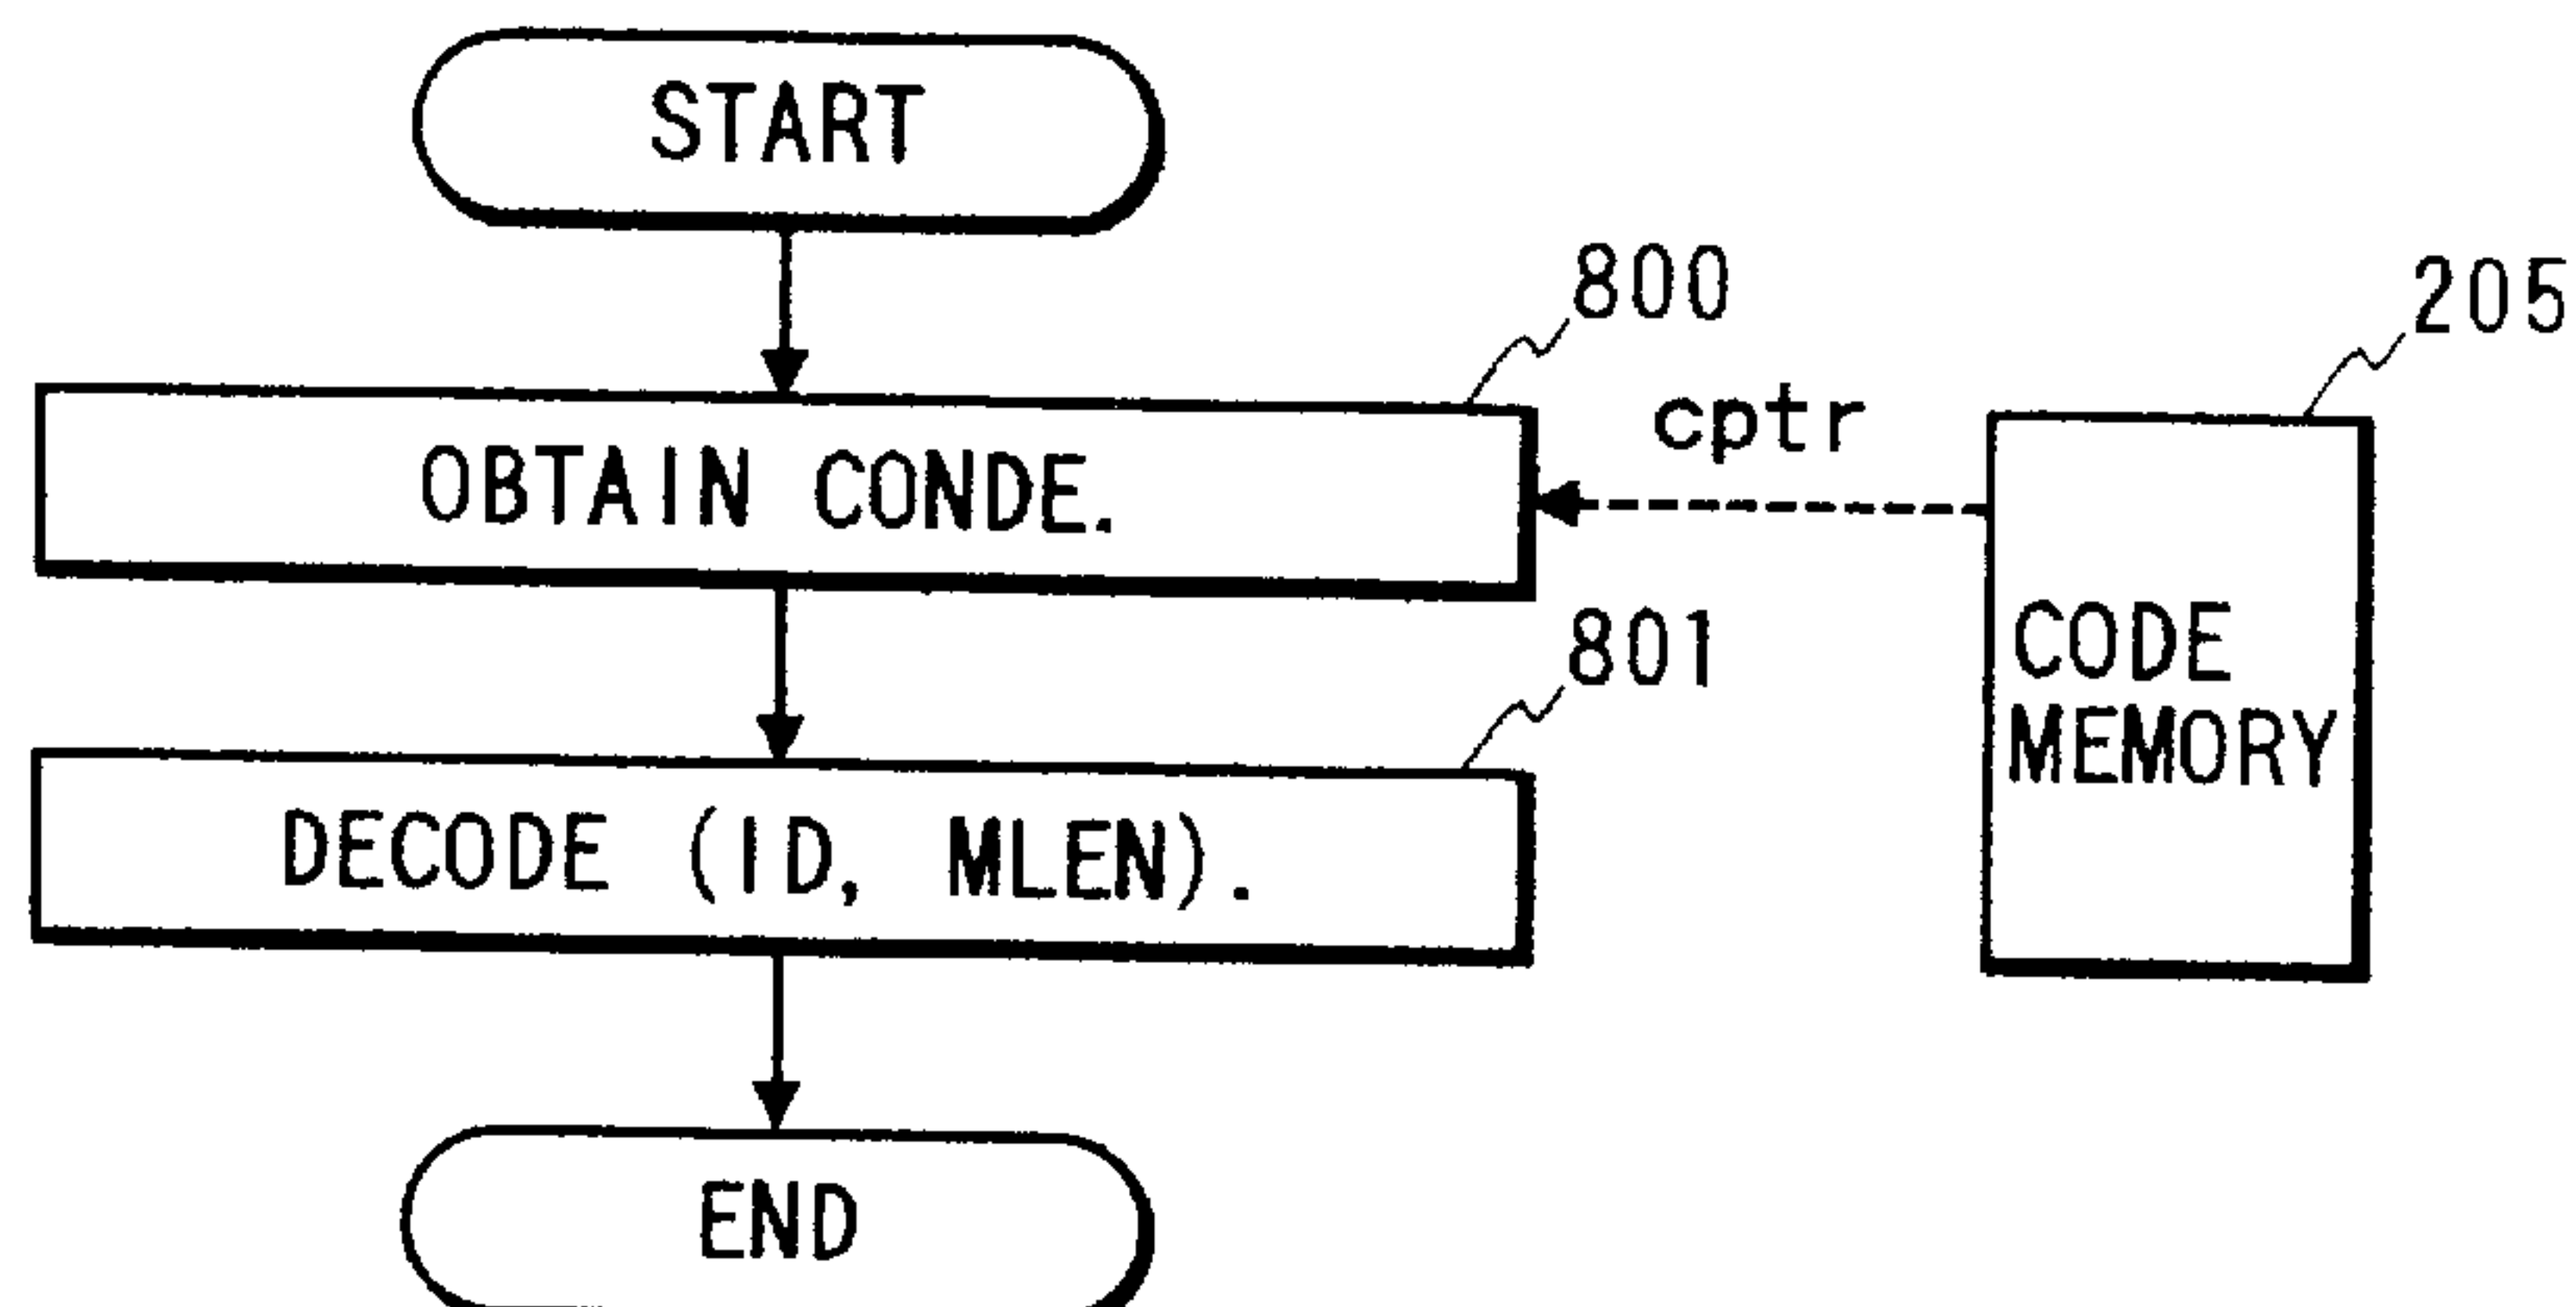 START
800
205
cptr
OBTAIN CONDE.
801
CODE
MEMORY
DECODE (ID, MLEN).
END